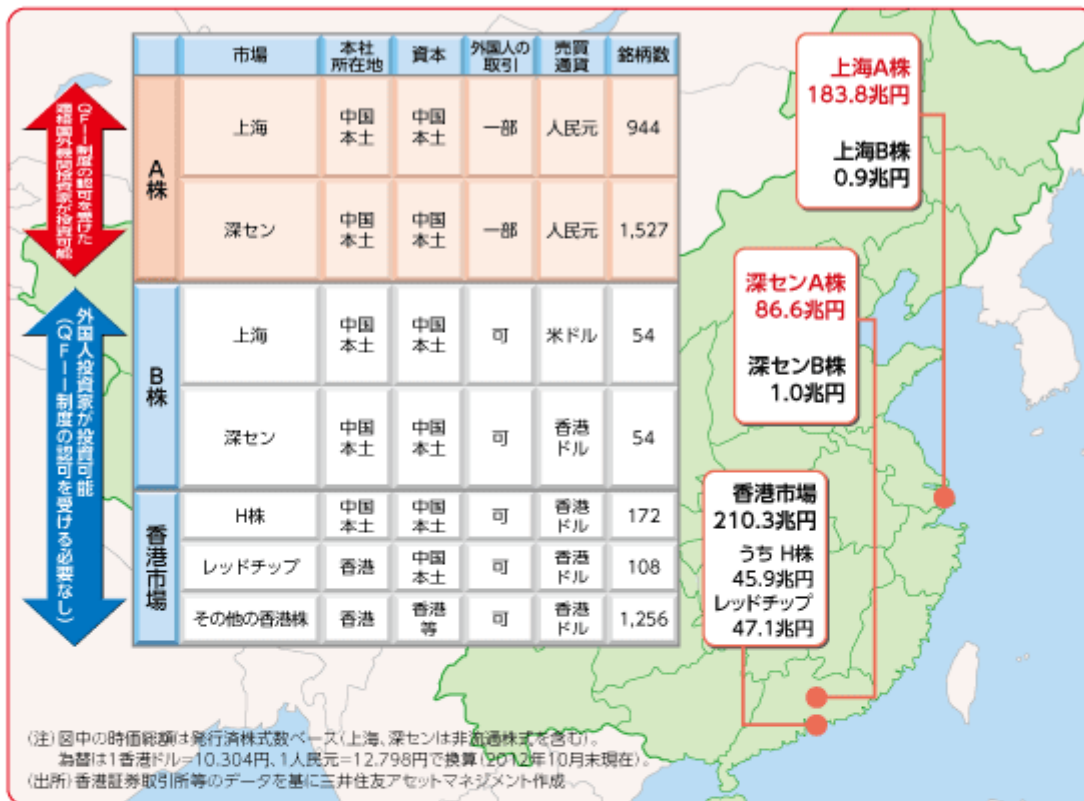 市場 本社所在地 資本 外国人の取引 売買通貨 銘柄数
QFII制度の認可を受けた
適格国外機関投資家が投資可能
A株
上海 中国本土 中国本土 一部 人民元 944
深セン 中国本土 中国本土 一部 人民元 1,527
外国人投資家が投資可能
(QFII制度の認可を受ける必要なし)
B株
上海 中国本土 中国本土 可 米ドル 54
深セン 中国本土 中国本土 可 香港ドル 54
香港市場
H株 中国本土 中国本土 可 香港ドル 172
レッドチップ 香港 中国本土 可 香港ドル 108
その他の香港株 香港 香港等 可 香港ドル 1,256
上海A株
183.8兆円
上海B株
0.9兆円
深センA株
86.6兆円
深センB株
1.0兆円
香港市場
210.3兆円
うち H株
45.9兆円
レッドチップ
47.1兆円
(注)図中の時価総額は発行済株式数ベース(上海、深センは非流通株式を含む)。
為替は1香港ドル=10.304円、1人民元=12.798円で換算(2012年10月末現在)。
(出所)香港証券取引所等のデータを基に三井住友アセットマネジメント作成